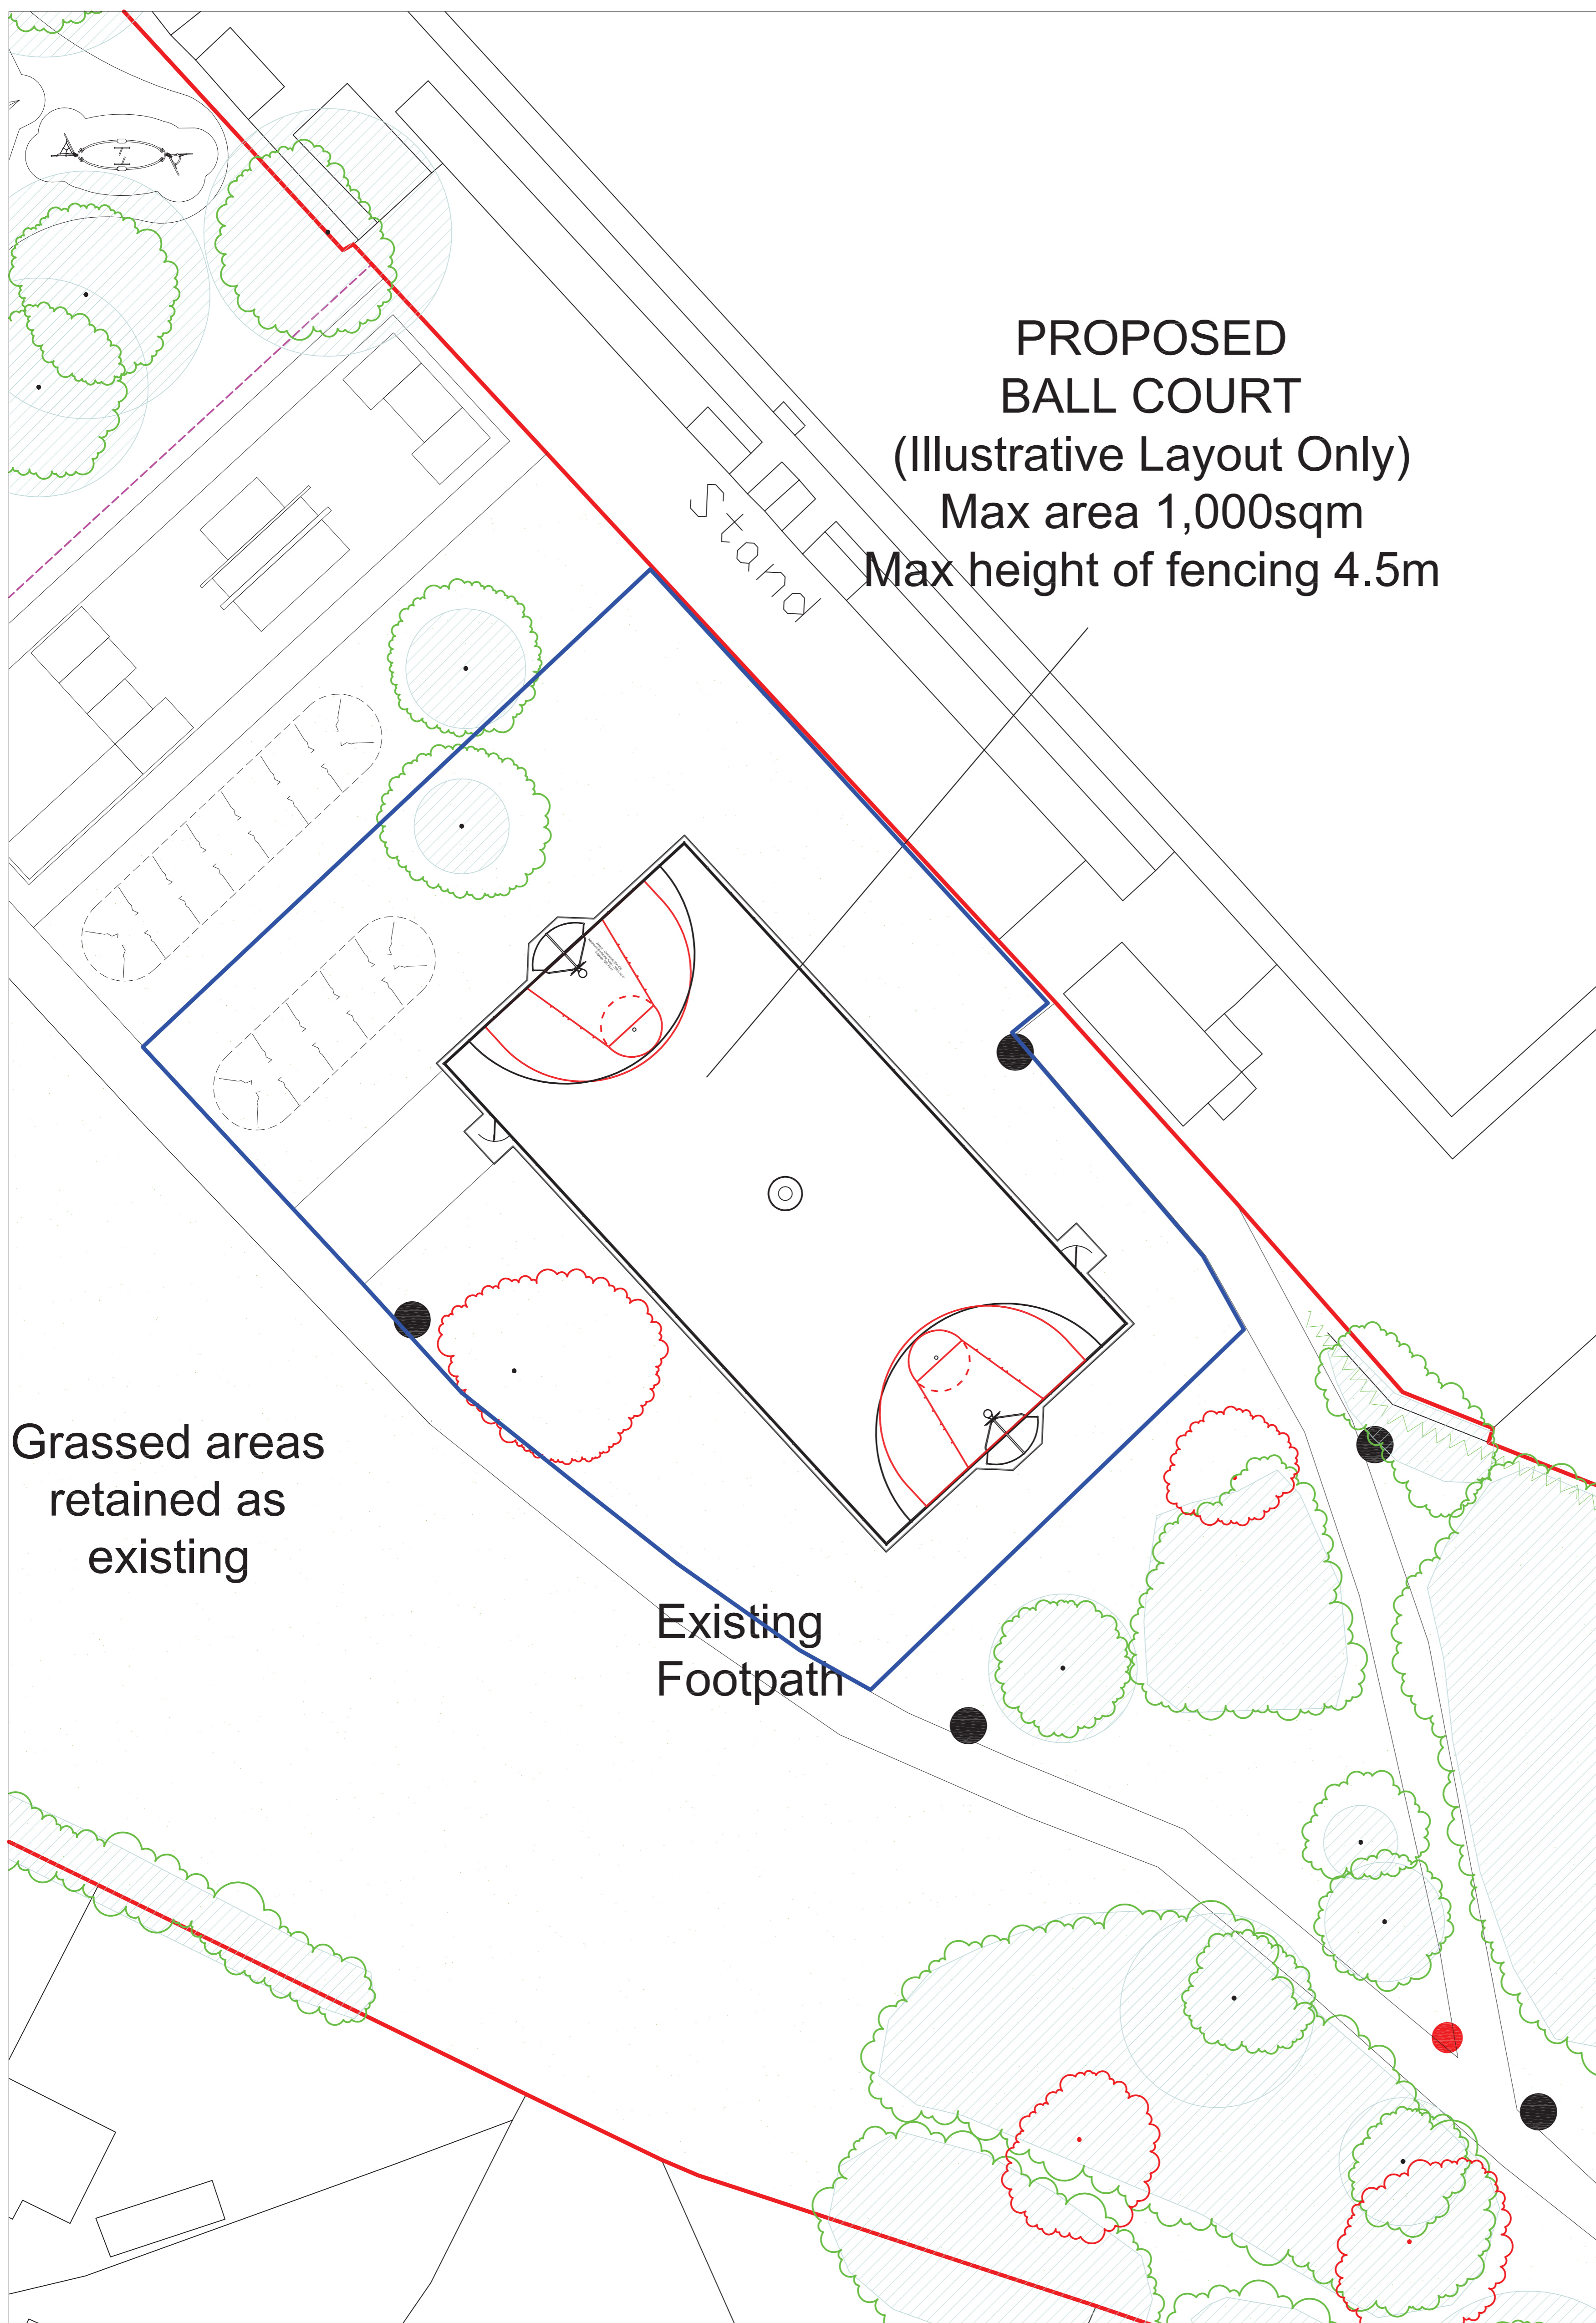 PROPOSED
BALL COURT
(Illustrative Layout Only)
Max area 1,000sqm
Max height of fencing 4.5m
Stand
Grassed areas
retained as
existing
Existing
Footpath